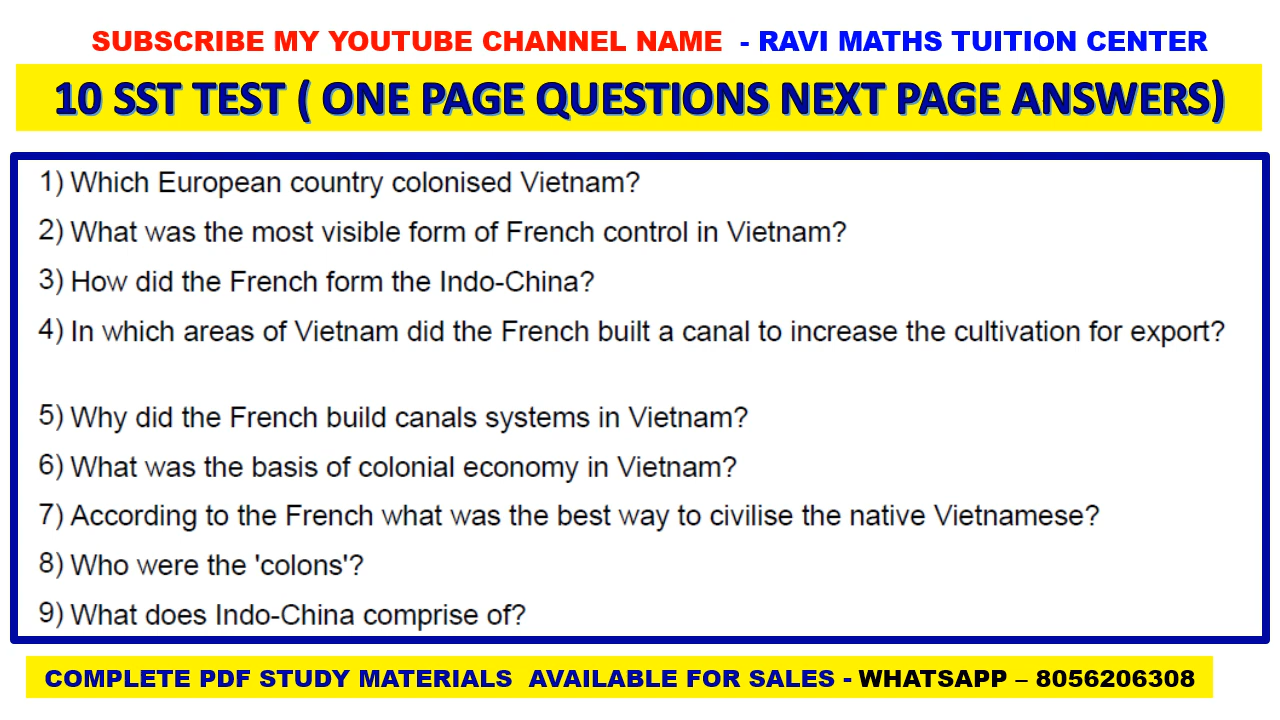 SUBSCRIBE MY YOUTUBE CHANNEL NAME - RAVI MATHS TUITION CENTER
10 SST TEST ( ONE PAGE QUESTIONS NEXT PAGE ANSWERS)
1) Which European country colonised Vietnam?
2) What was the most visible form of French control in Vietnam?
3) How did the French form the Indo-China?
4) In which areas of Vietnam did the French built a canal to increase the cultivation for export?
5) Why did the French build canals systems in Vietnam?
6) What was the basis of colonial economy in Vietnam?
7) According to the French what was the best way to civilise the native Vietnamese?
8) Who were the 'colons'?
9) What does Indo-China comprise of?
COMPLETE PDF STUDY MATERIALS AVAILABLE FOR SALES - WHATSAPP – 8056206308